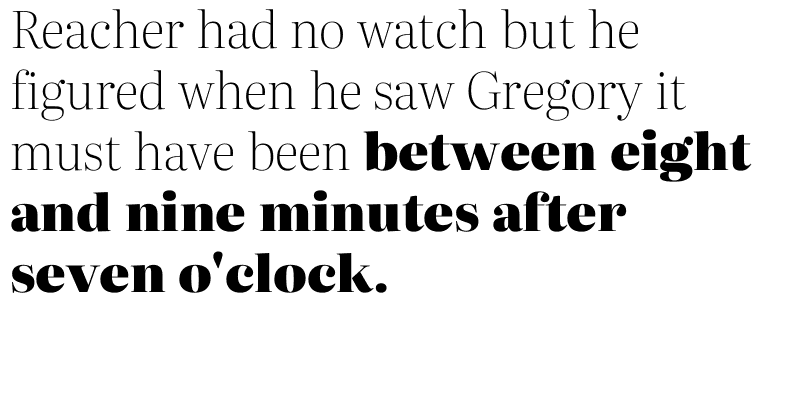 Reacher had no watch but he
figured when he saw Gregory it
must have been between eight
and nine minutes after
seven o'clock.